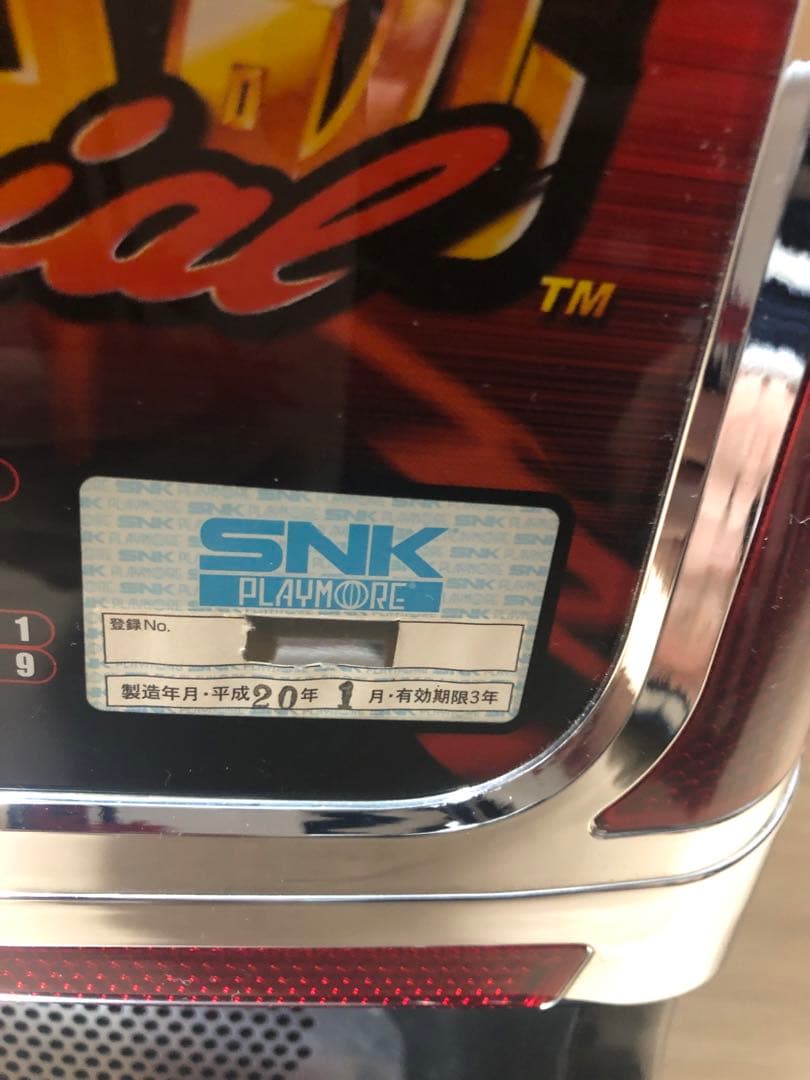 ial
TM
SNK
PLAYMORE
登録No.
1
製造年月・平成20年 1月・有効期限3年
9